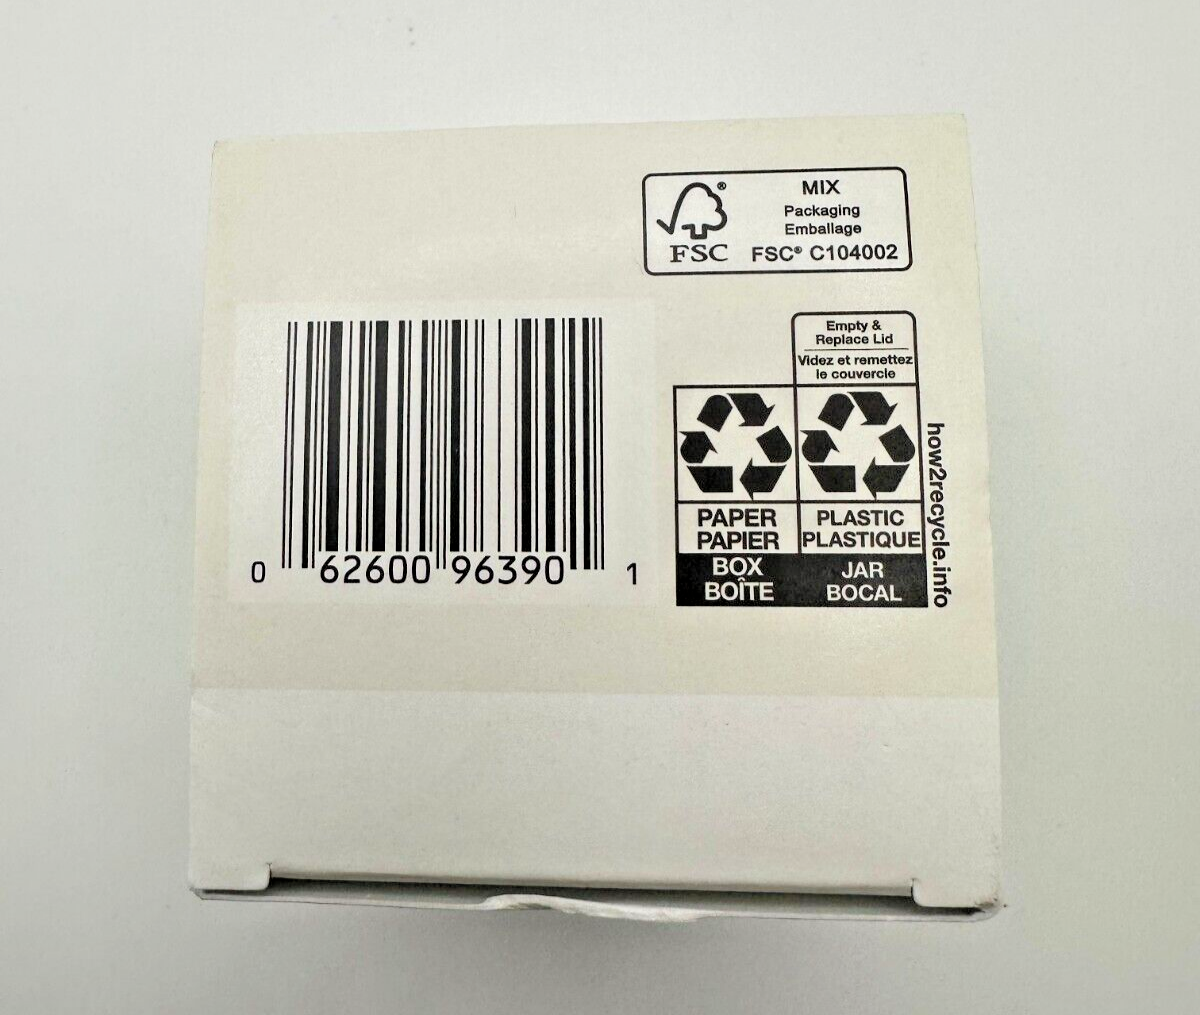 MIX
Packaging
Emballage
FSC® C104002
FSC
®
Empty &
Replace Lid
Videz et remettez
le couvercle
PAPER
PAPIER
BOX
BOÎTE
PLASTIC
PLASTIQUE
JAR
BOCAL
how2recycle.info
0 62600 96390 1